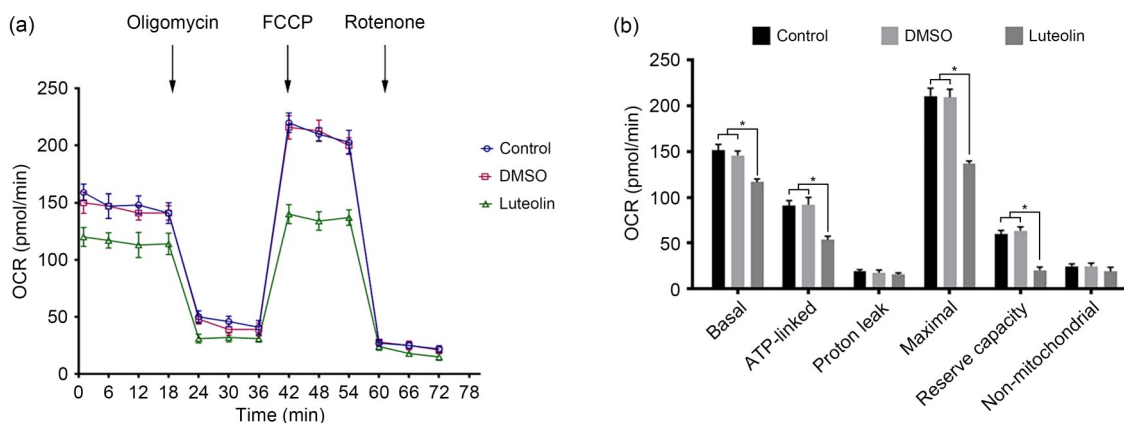 (a)
Oligomycin FCCP Rotenone
250
200
150
100
50
0
OCR (pmol/min)
0 6 12 18 24 30 36 42 48 54 60 66 72 78
Time (min)
Control
DMSO
Luteolin
(b)
Control DMSO Luteolin
250
200
150
100
50
0
OCR (pmol/min)
*
*
*
*
Basal
ATP-linked
Proton leak
Maximal
Reserve capacity
Non-mitochondrial